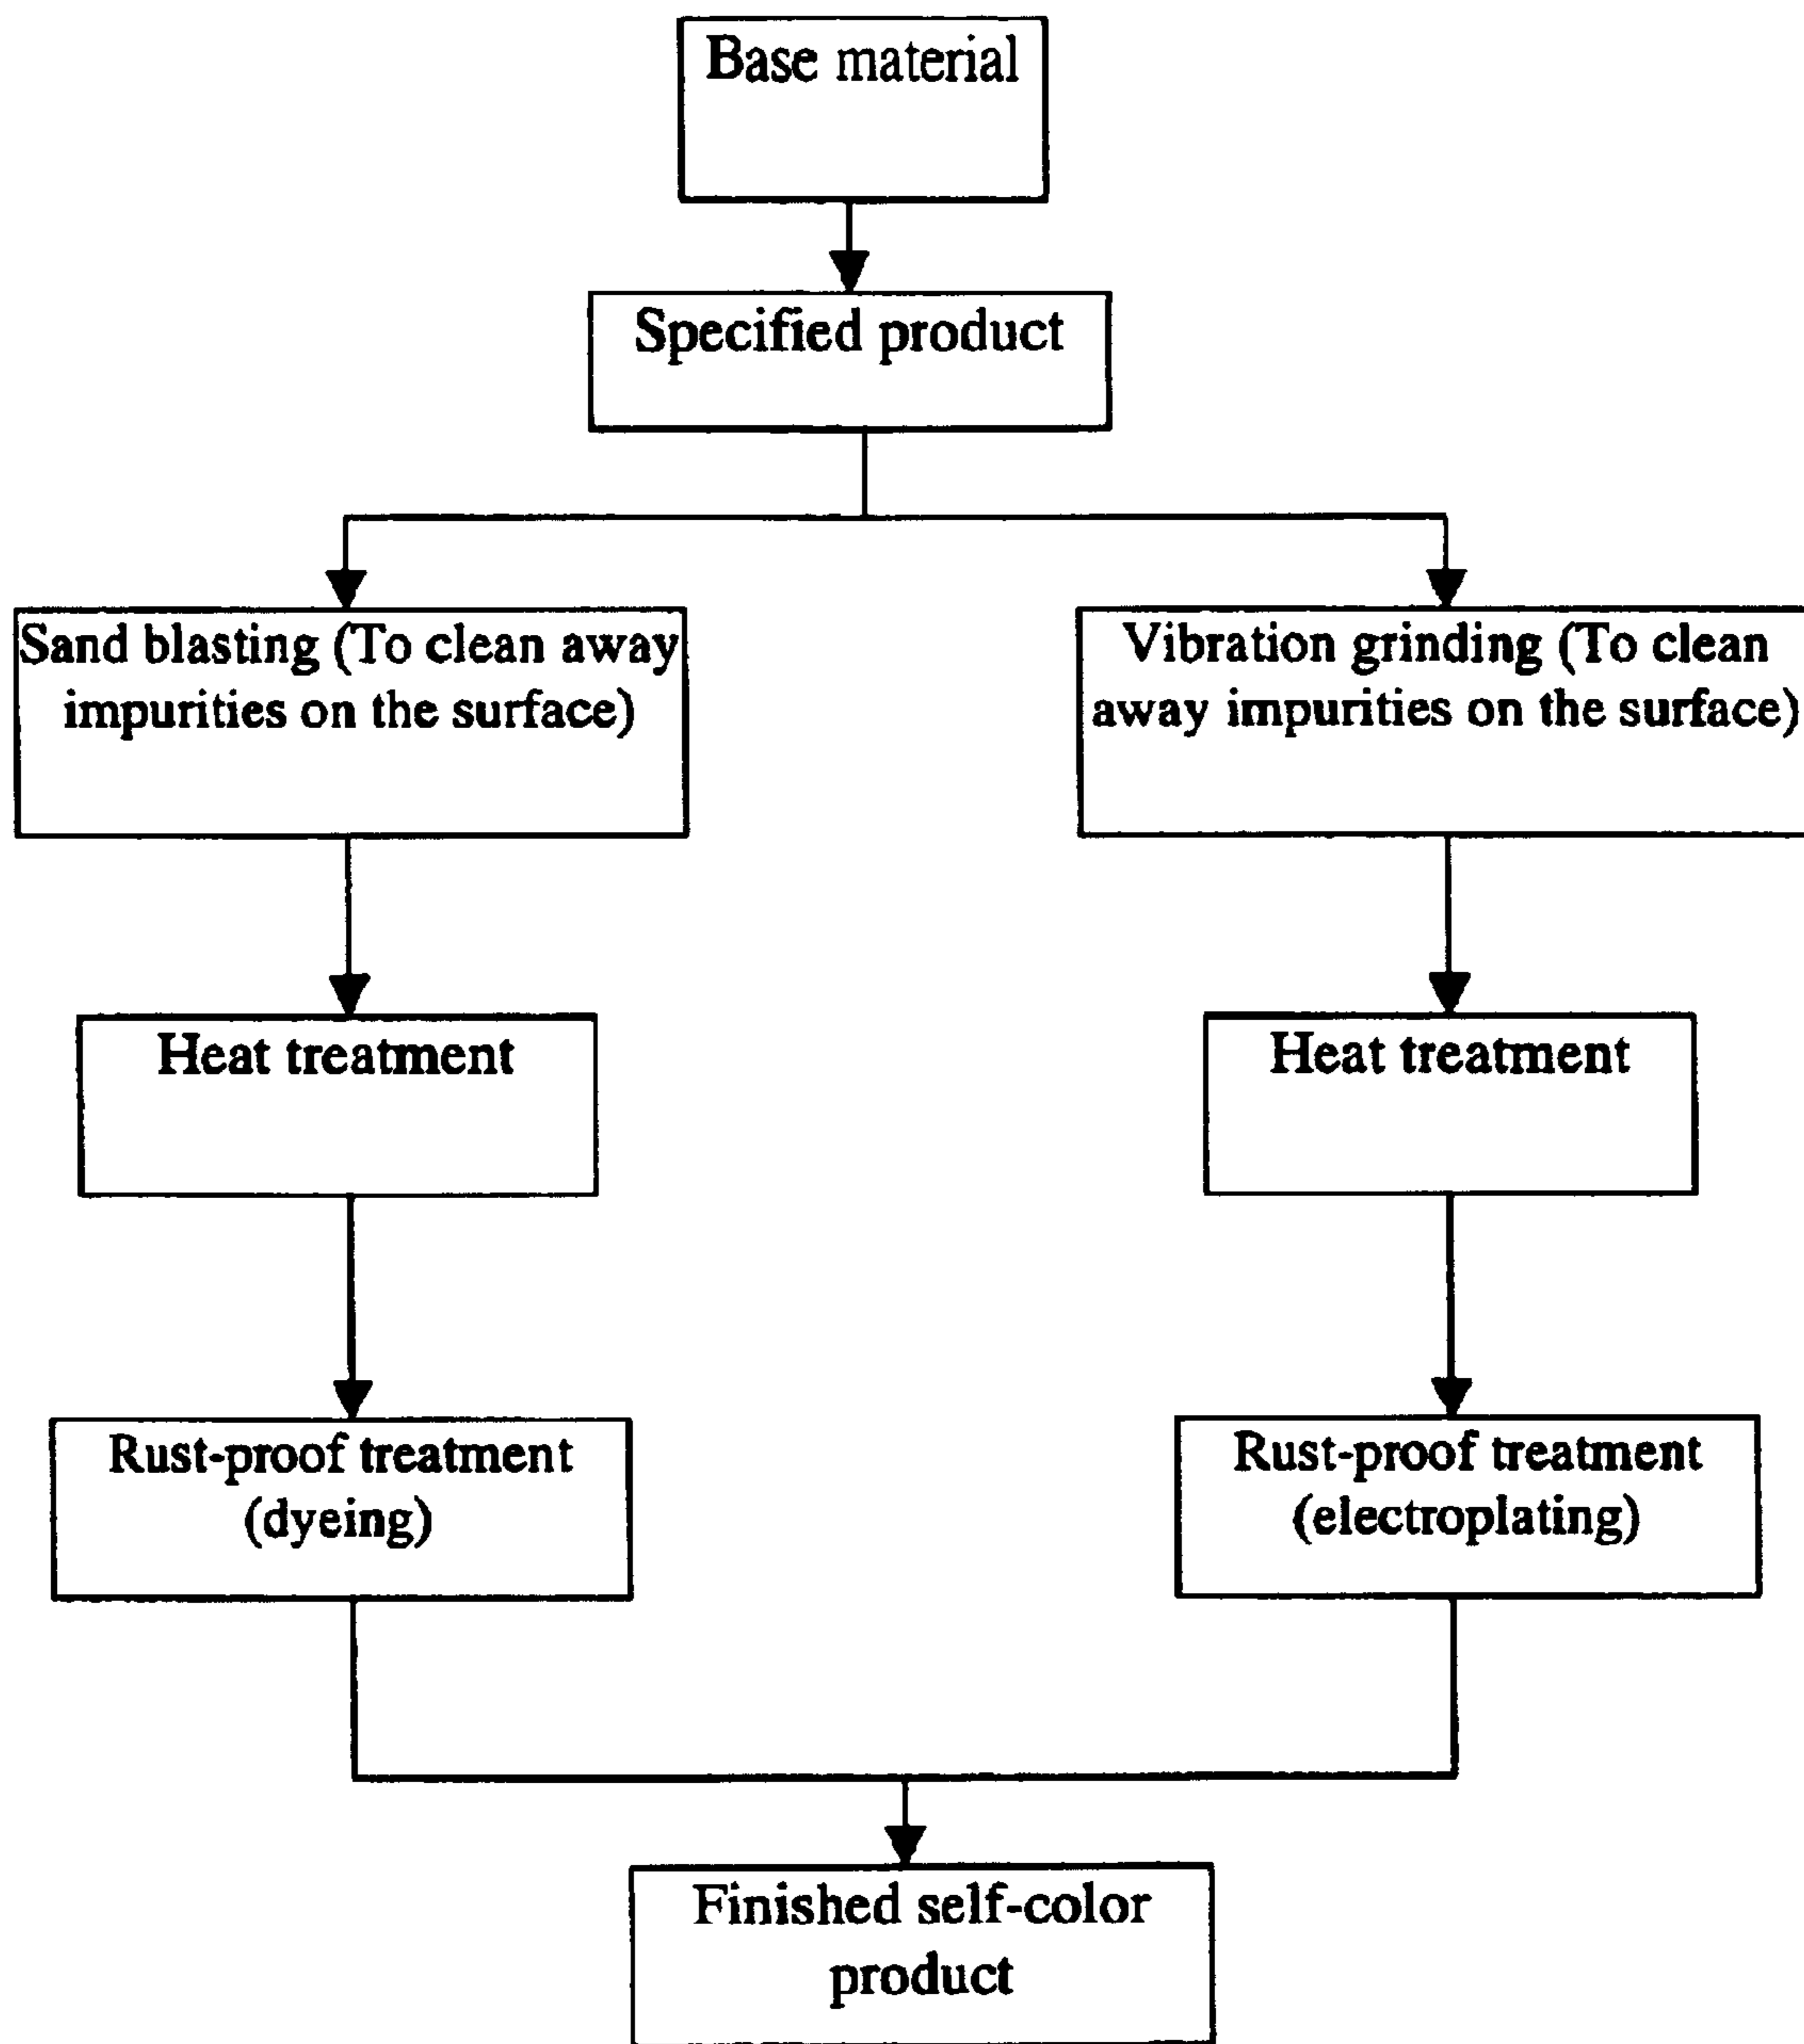 Base material
Specified product
Sand blasting (To clean away
impurities on the surface)
Vibration grinding (To clean
away impurities on the surface)
Heat treatment
Heat treatment
Rust-proof treatment
(dyeing)
Rust-proof treatment
(electroplating)
Finished self-color
product